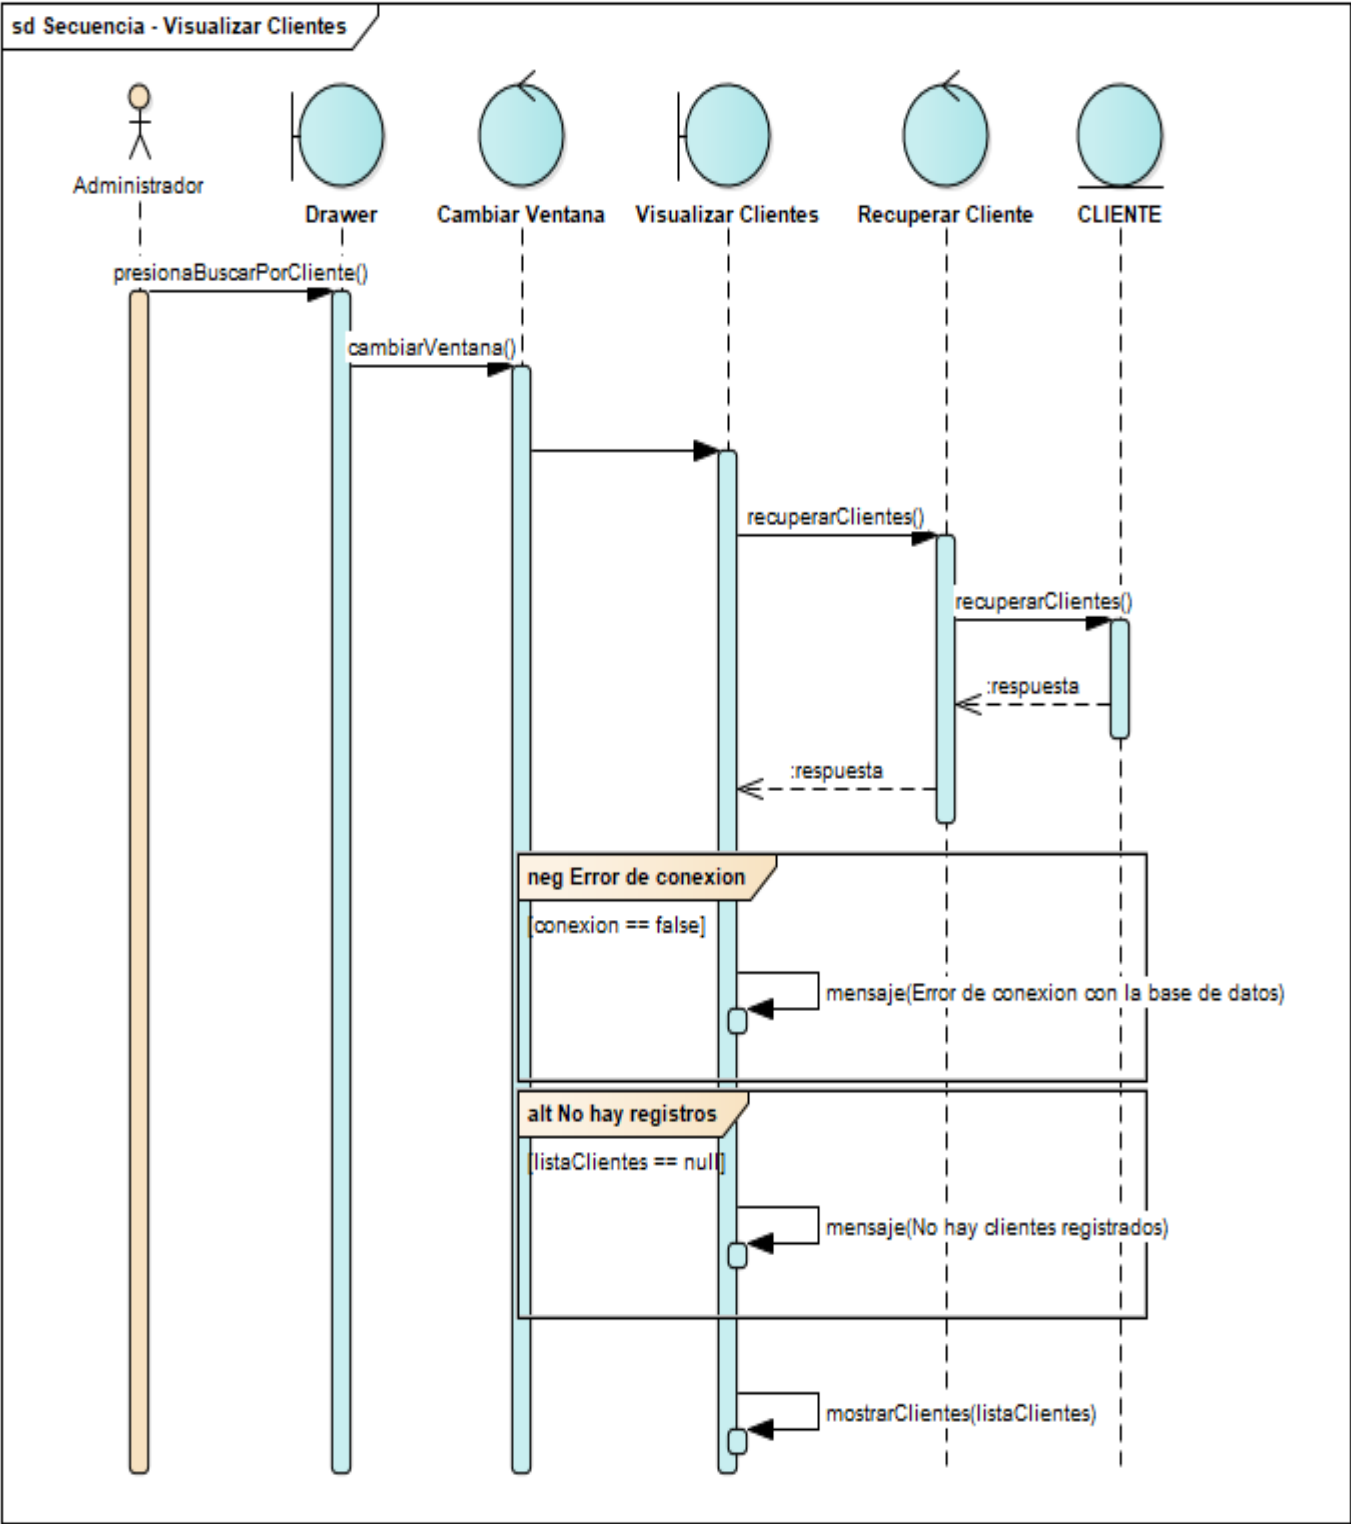 sd Secuencia - Visualizar Clientes
Administrador
Drawer
Cambiar Ventana
Visualizar Clientes
Recuperar Cliente
CLIENTE
presionaBuscarPorCliente()
cambiarVentana()
recuperarClientes()
recuperarClientes()
:respuesta
:respuesta
neg Error de conexion
[conexion == false]
mensaje(Error de conexion con la base de datos)
alt No hay registros
[listaClientes == null]
mensaje(No hay clientes registrados)
mostrarClientes(listaClientes)